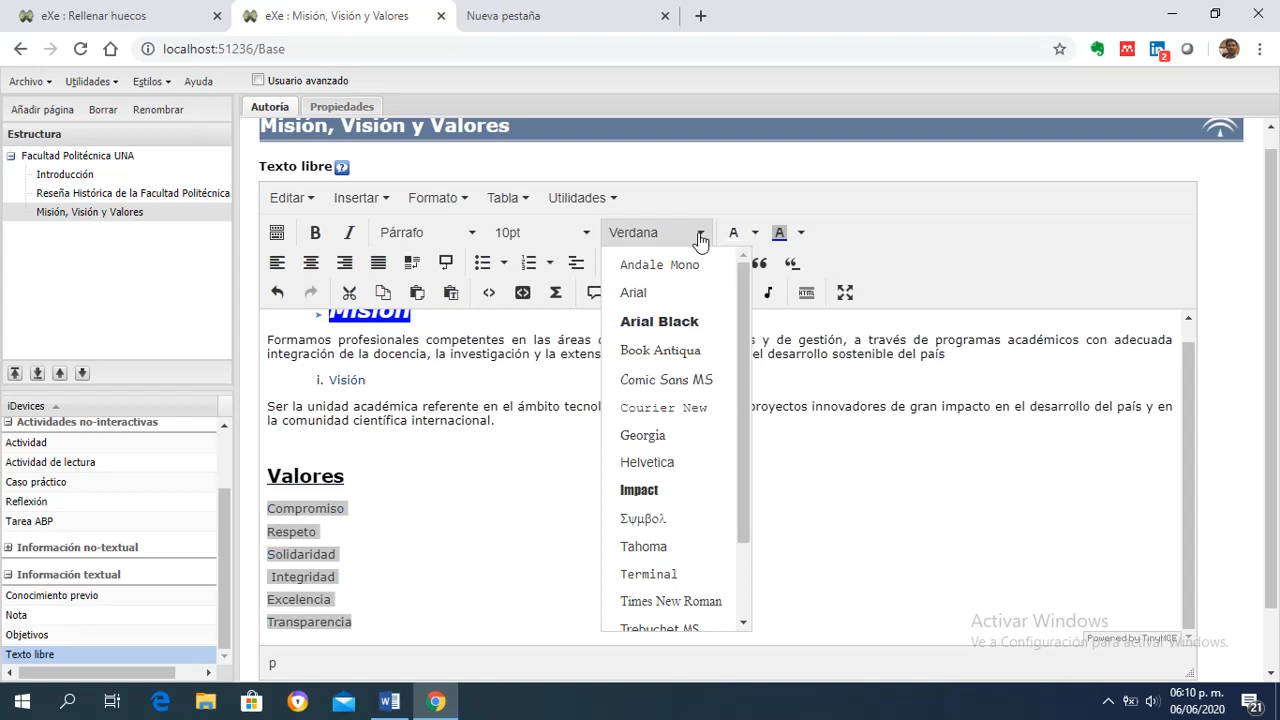 eXe : Rellenar huecos
eXe : Misión, Visión y Valores
Nueva pestaña
localhost:51236/Base
2
Archivo
Utilidades
Estilos
Ayuda
Usuario avanzado
Añadir página
Borrar
Renombrar
Autoría
Propiedades
Estructura
Facultad Politécnica UNA
Introducción
Reseña Histórica de la Facultad Politécnica
Misión, Visión y Valores
Misión, Visión y Valores
Texto libre
Editar
Insertar
Formato
Tabla
Utilidades
Párrafo
10pt
Verdana
Andale Mono
Arial
Arial Black
Book Antiqua
Comic Sans MS
Courier New
Georgia
Helvetica
Impact
Σψμβολ
Tahoma
Terminal
Times New Roman
Trebuchet MS
Misión
Formamos profesionales competentes en las áreas y de gestión, a través de programas académicos con adecuada
integración de la docencia, la investigación y la extens el desarrollo sostenible del país
i. Visión
Ser la unidad académica referente en el ámbito tecnol proyectos innovadores de gran impacto en el desarrollo del país y en
la comunidad científica internacional.
Valores
Compromiso
Respeto
Solidaridad
Integridad
Excelencia
Transparencia
p
Powered by TinyMCE
Activar Windows
Ve a Configuración para activar Windows.
iDevices
Actividades no-interactivas
Actividad
Actividad de lectura
Caso práctico
Reflexión
Tarea ABP
Información no-textual
Información textual
Conocimiento previo
Nota
Objetivos
Texto libre
06:10 p. m.
06/06/2020
21